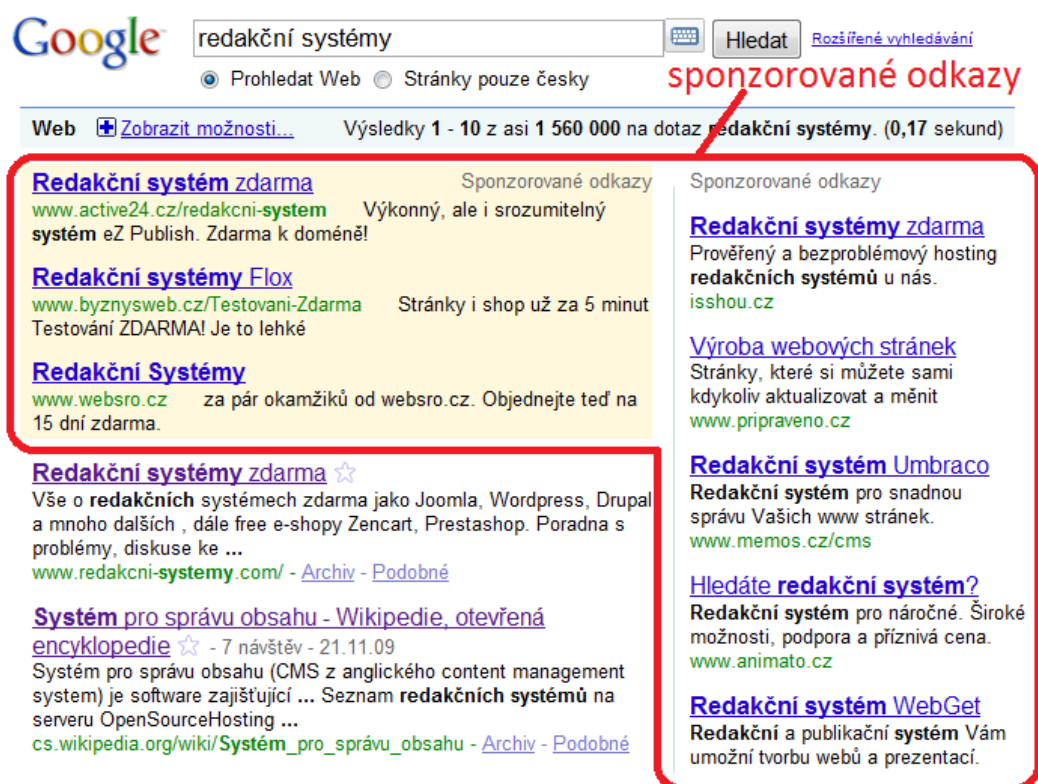 Google
redakční systémy
Hledat
Rozšířené vyhledávání
Prohledat Web Stránky pouze česky
sponzorované odkazy
Web Zobrazit možnosti... Výsledky 1 - 10 z asi 1 560 000 na dotaz redakční systémy. (0,17 sekund)
Redakční systém zdarma Sponzorované odkazy
www.active24.cz/redakcni-system Výkonný, ale i srozumitelný
systém eZ Publish. Zdarma k doméně!
Redakční systémy Flox
www.byznysweb.cz/Testovani-Zdarma Stránky i shop už za 5 minut
Testování ZDARMA! Je to lehké
Redakční Systémy
www.websro.cz za pár okamžiků od websro.cz. Objednejte teď na
15 dní zdarma.
Redakční systémy zdarma
Vše o redakčních systémech zdarma jako Joomla, Wordpress, Drupal
a mnoho dalších , dále free e-shopy Zencart, Prestashop. Poradna s
problémy, diskuse ke ...
www.redakcni-systemy.com/ - Archiv - Podobné
Systém pro správu obsahu - Wikipedie, otevřená
encyklopedie - 7 návštěv - 21.11.09
Systém pro správu obsahu (CMS z anglického content management
system) je software zajišťující ... Seznam redakčních systémů na
serveru OpenSourceHosting ...
cs.wikipedia.org/wiki/Systém_pro_správu_obsahu - Archiv - Podobné
Sponzorované odkazy
Redakční systémy zdarma
Prověřený a bezproblémový hosting
redakčních systémů u nás.
isshou.cz
Výroba webových stránek
Stránky, které si můžete sami
kdykoliv aktualizovat a měnit
www.pripraveno.cz
Redakční systém Umbraco
Redakční systém pro snadnou
správu Vašich www stránek.
www.memos.cz/cms
Hledáte redakční systém?
Redakční systém pro náročné. Široké
možnosti, podpora a příznivá cena.
www.animato.cz
Redakční systém WebGet
Redakční a publikační systém Vám
umožní tvorbu webů a prezentací.